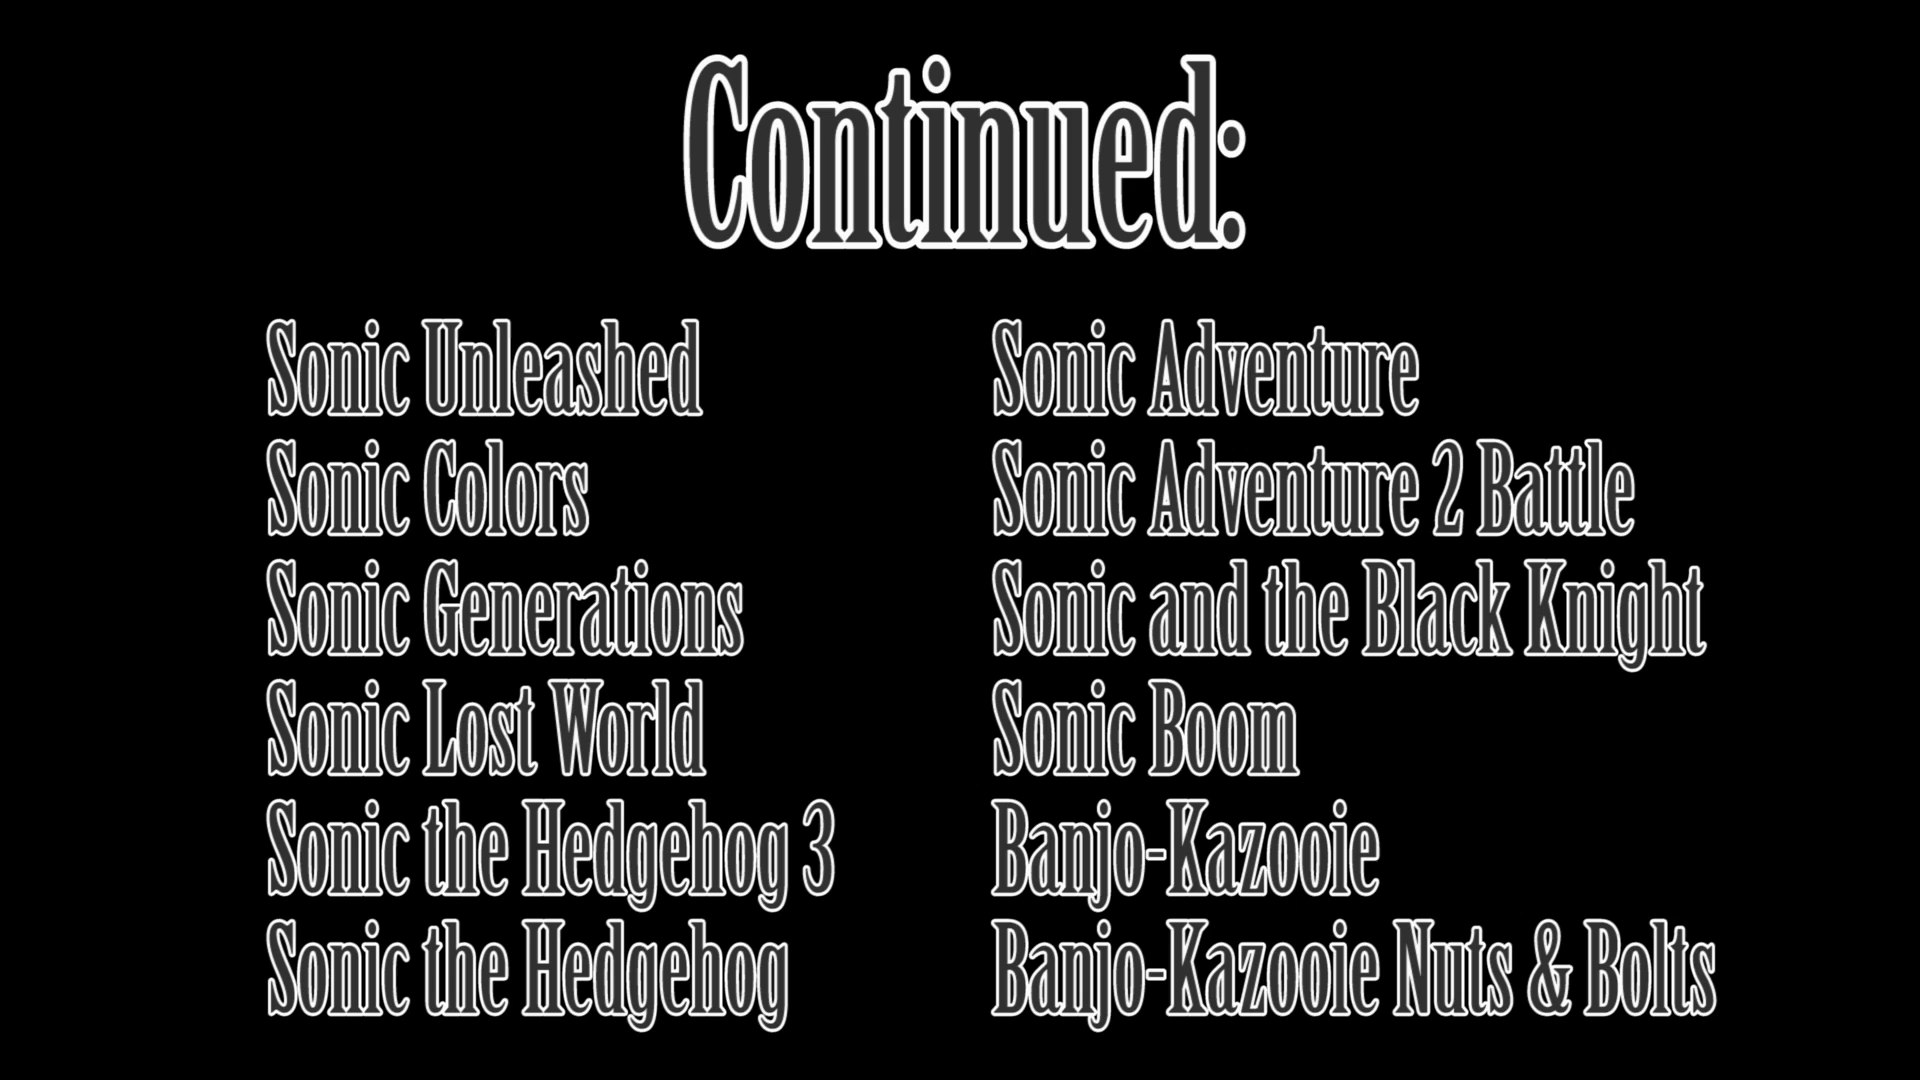 Continued:
Sonic Unleashed
Sonic Colors
Sonic Generations
Sonic Lost World
Sonic the Hedgehog 3
Sonic the Hedgehog
Sonic Adventure
Sonic Adventure 2 Battle
Sonic and the Black Knight
Sonic Boom
Banjo-Kazooie
Banjo-Kazooie Nuts & Bolts